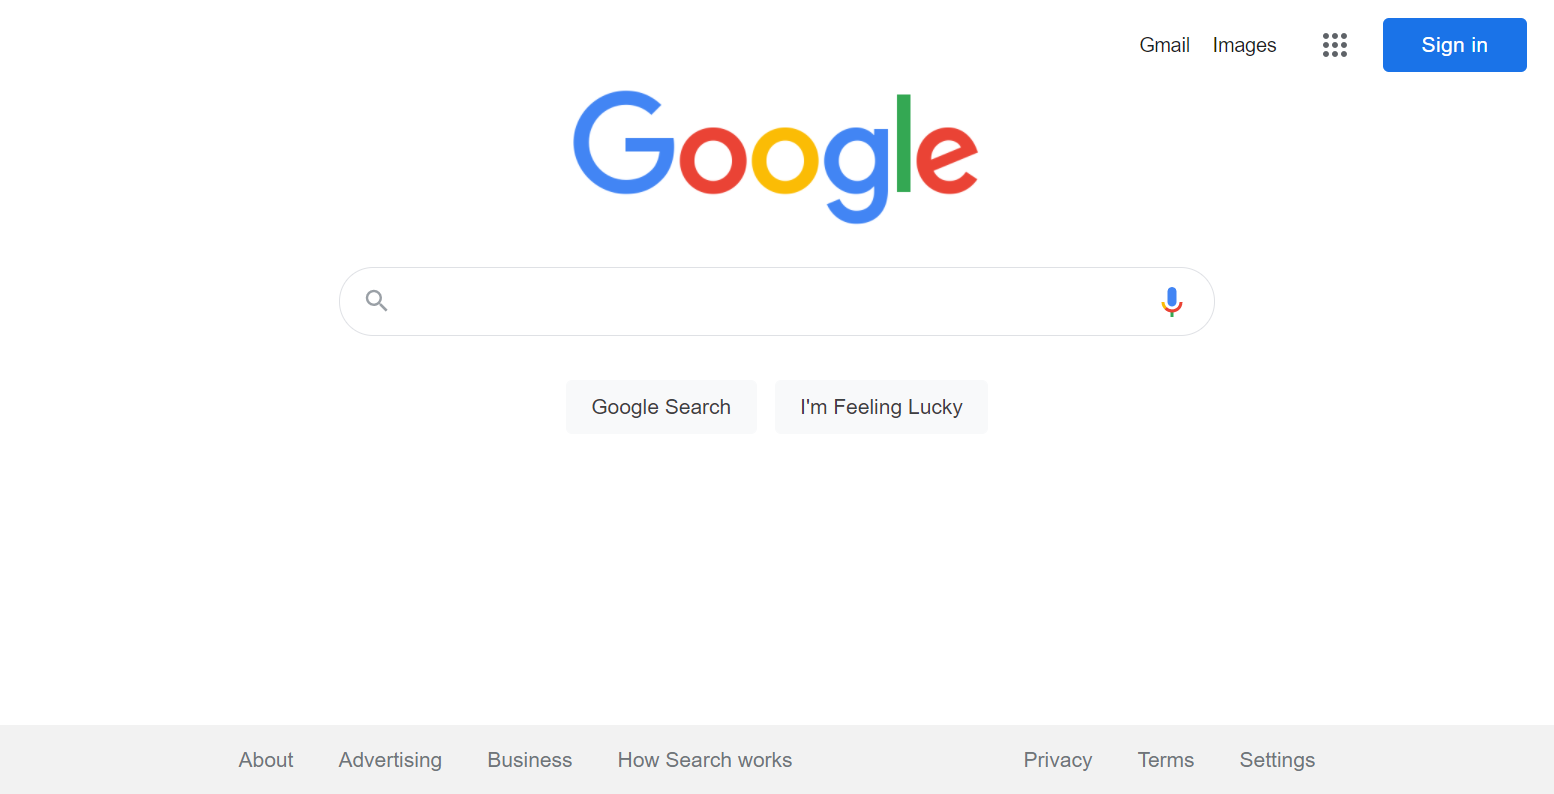 Gmail Images Sign in
Google
Google Search I'm Feeling Lucky
About Advertising Business How Search works Privacy Terms Settings